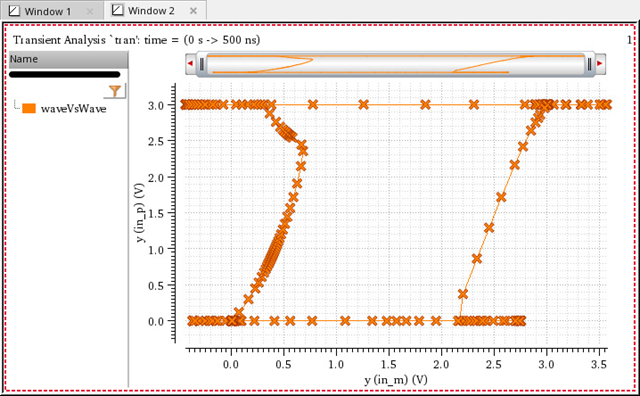 Window 1
Window 2
Transient Analysis `tran': time = (0 s -> 500 ns)
1
Name
waveVsWave
y (in_p) (V)
3.0
2.5
2.0
1.5
1.0
0.5
0.0
0.0 0.5 1.0 1.5 2.0 2.5 3.0 3.5
y (in_m) (V)